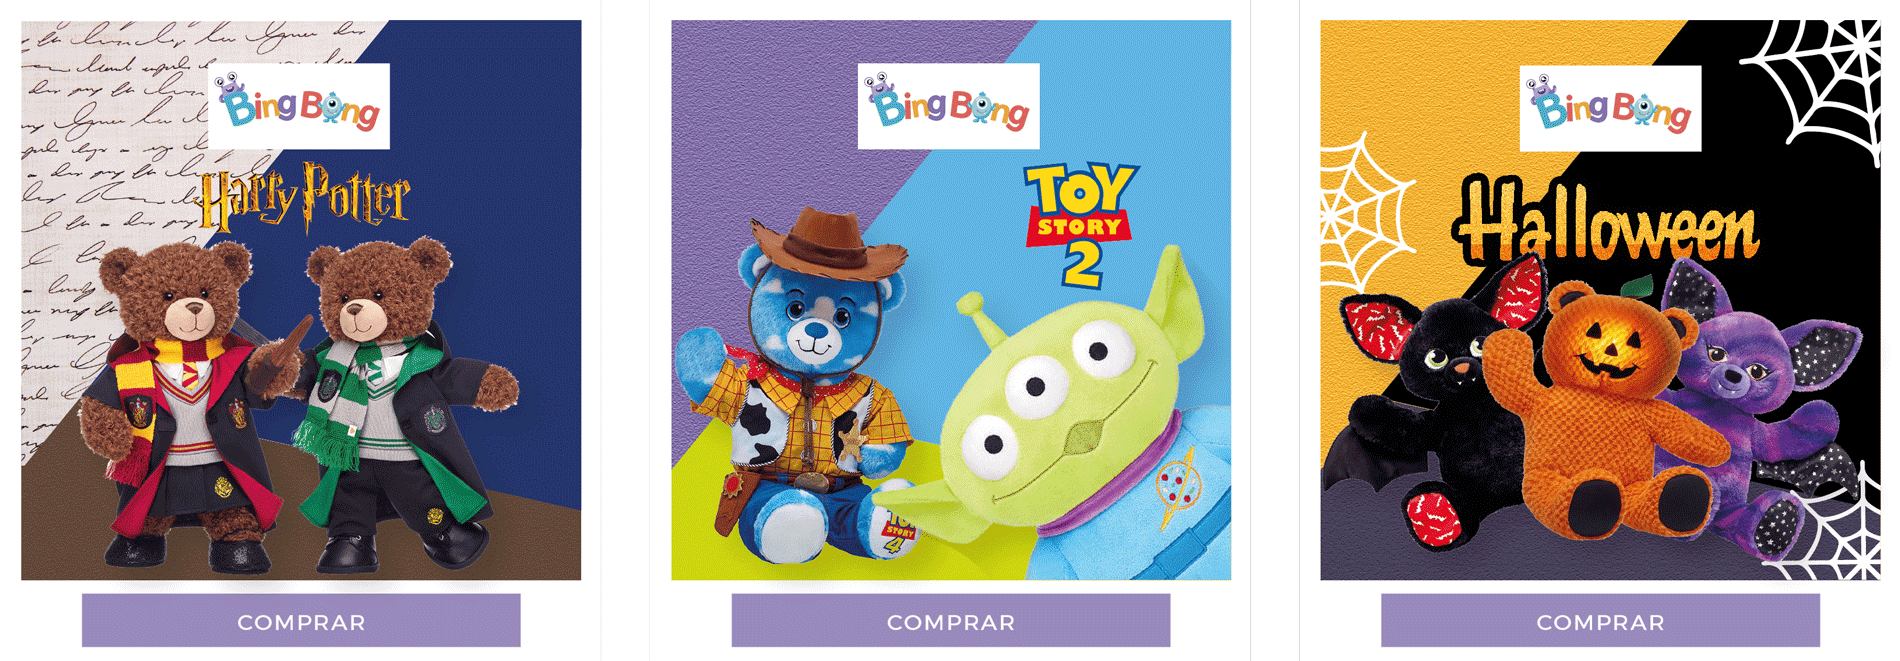 Bing Bong
Harry Potter
COMPRAR
Bing Bong
TOY
STORY
2
TOY
STORY
4
COMPRAR
Bing Bong
Halloween
COMPRAR